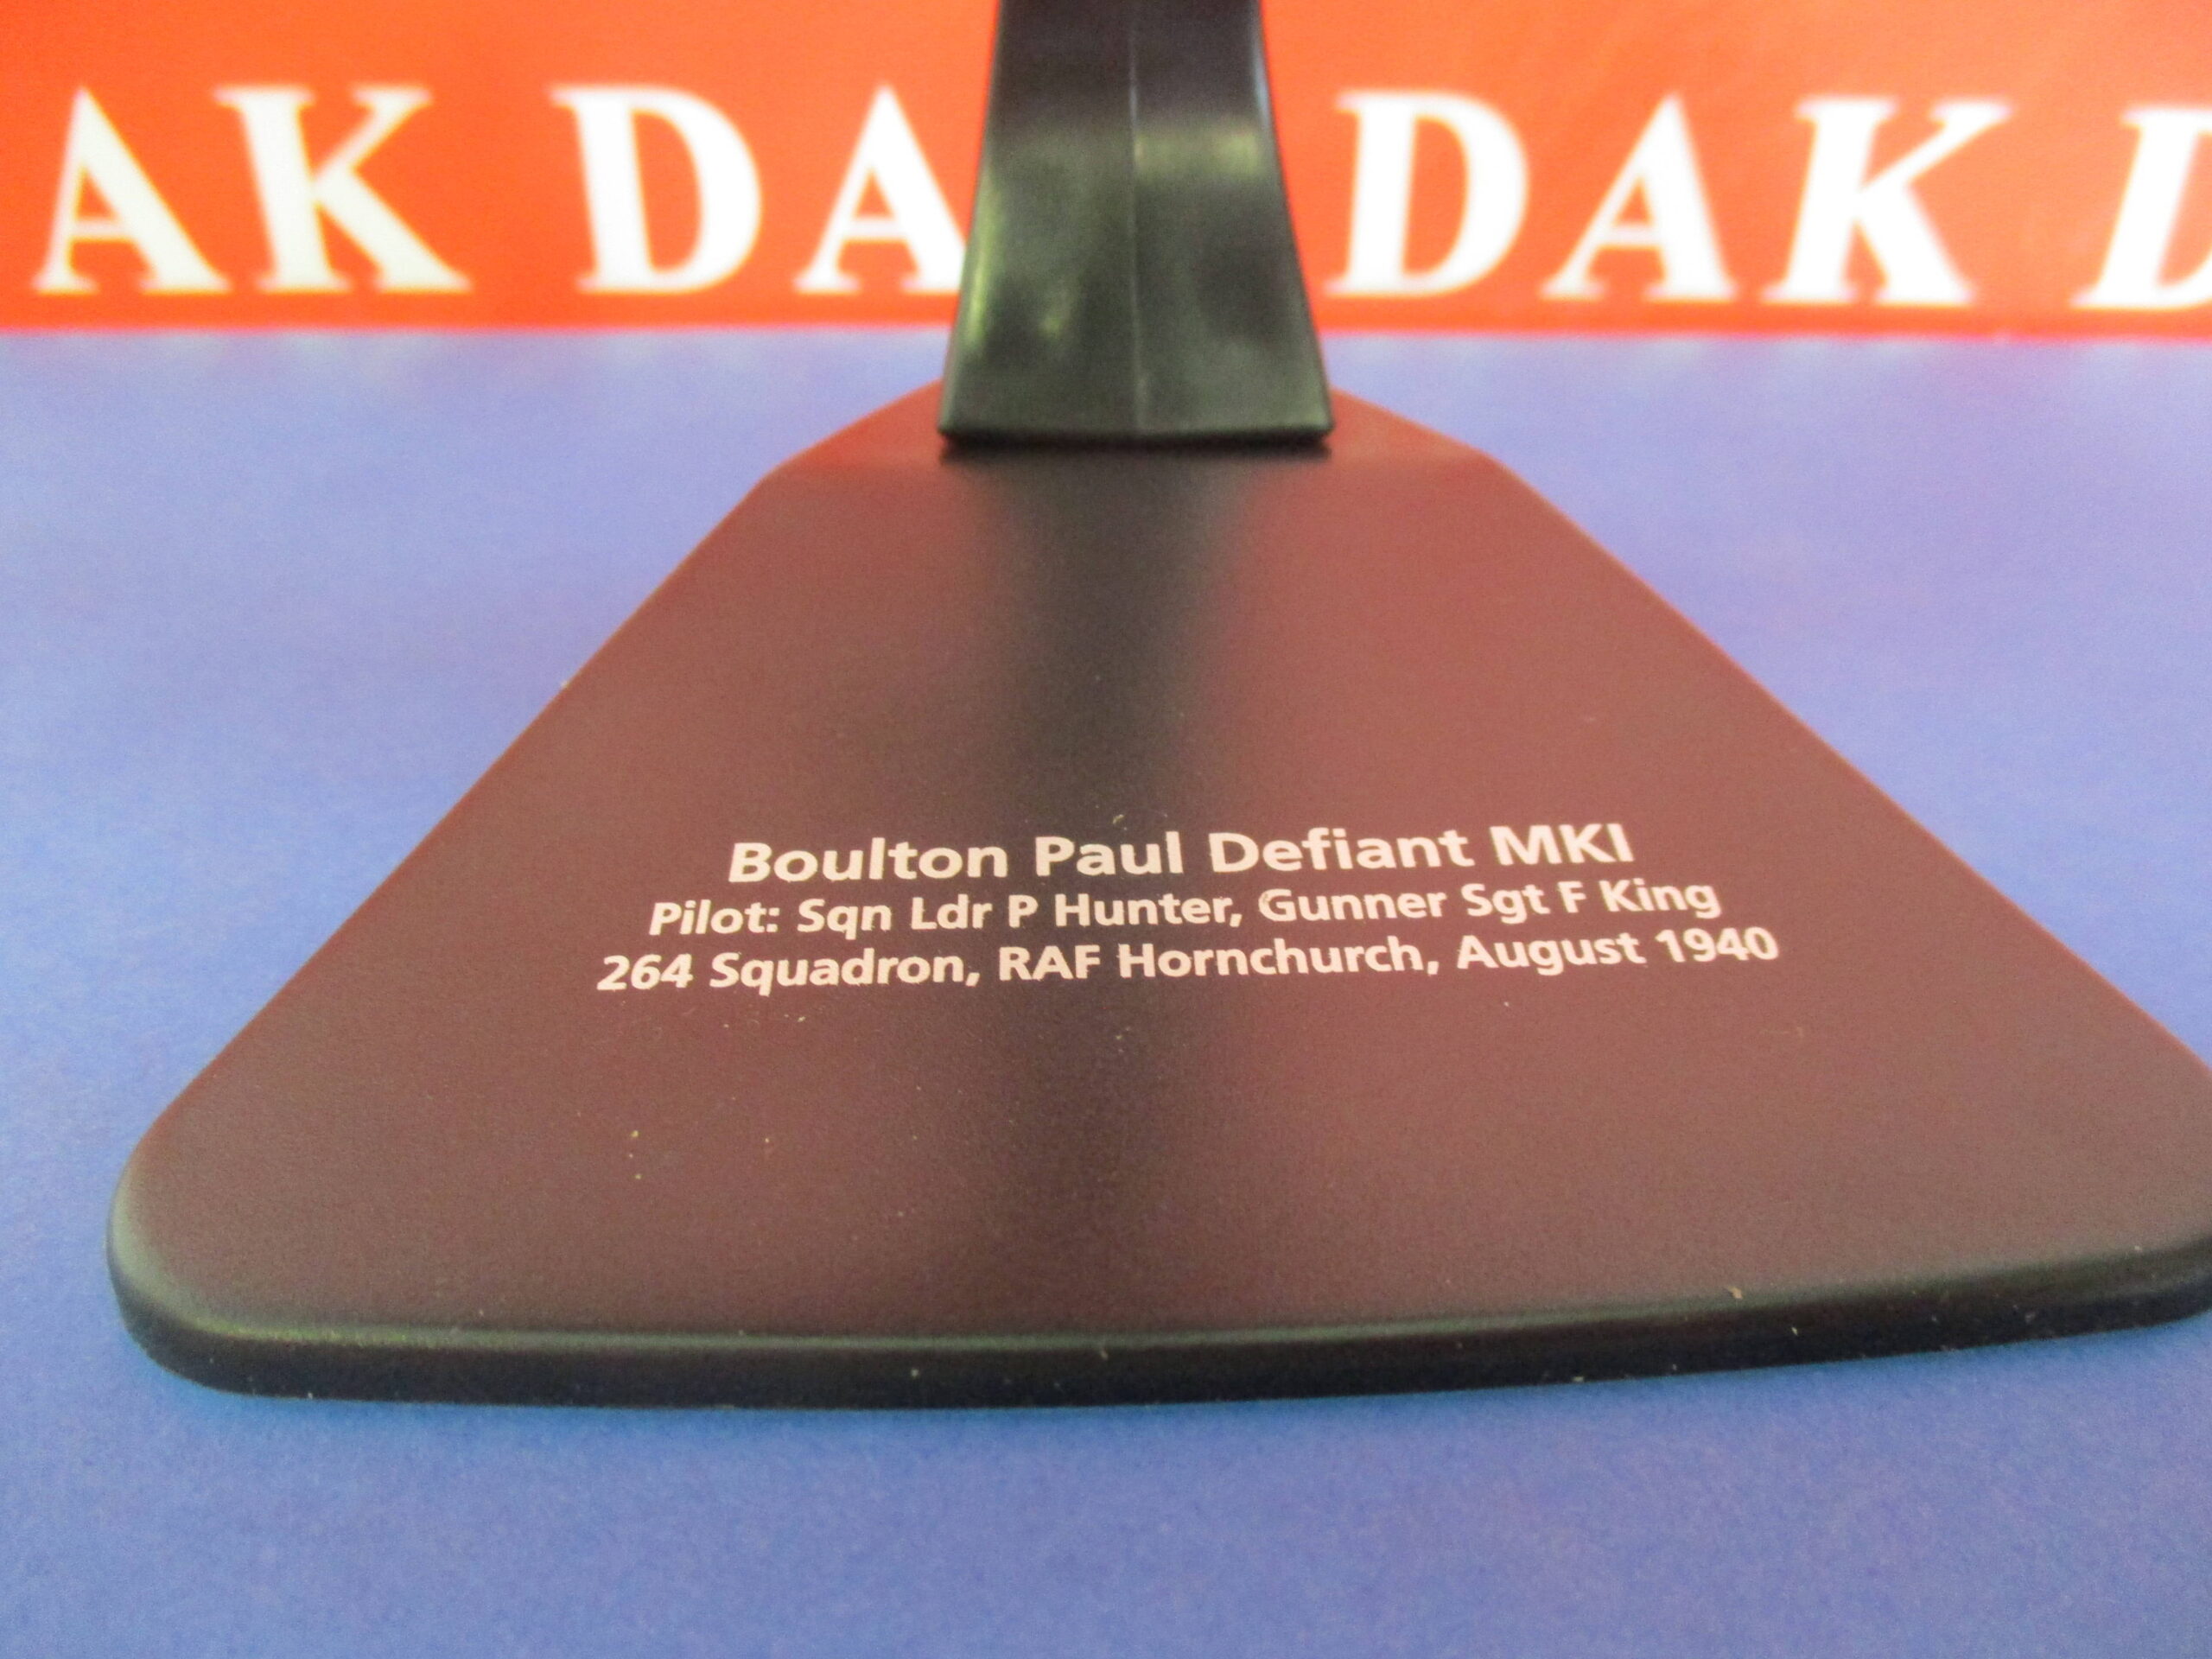 AK DA DAK D
Boulton Paul Defiant MKI
Pilot: Sqn Ldr P Hunter, Gunner Sgt F King
264 Squadron, RAF Hornchurch, August 1940